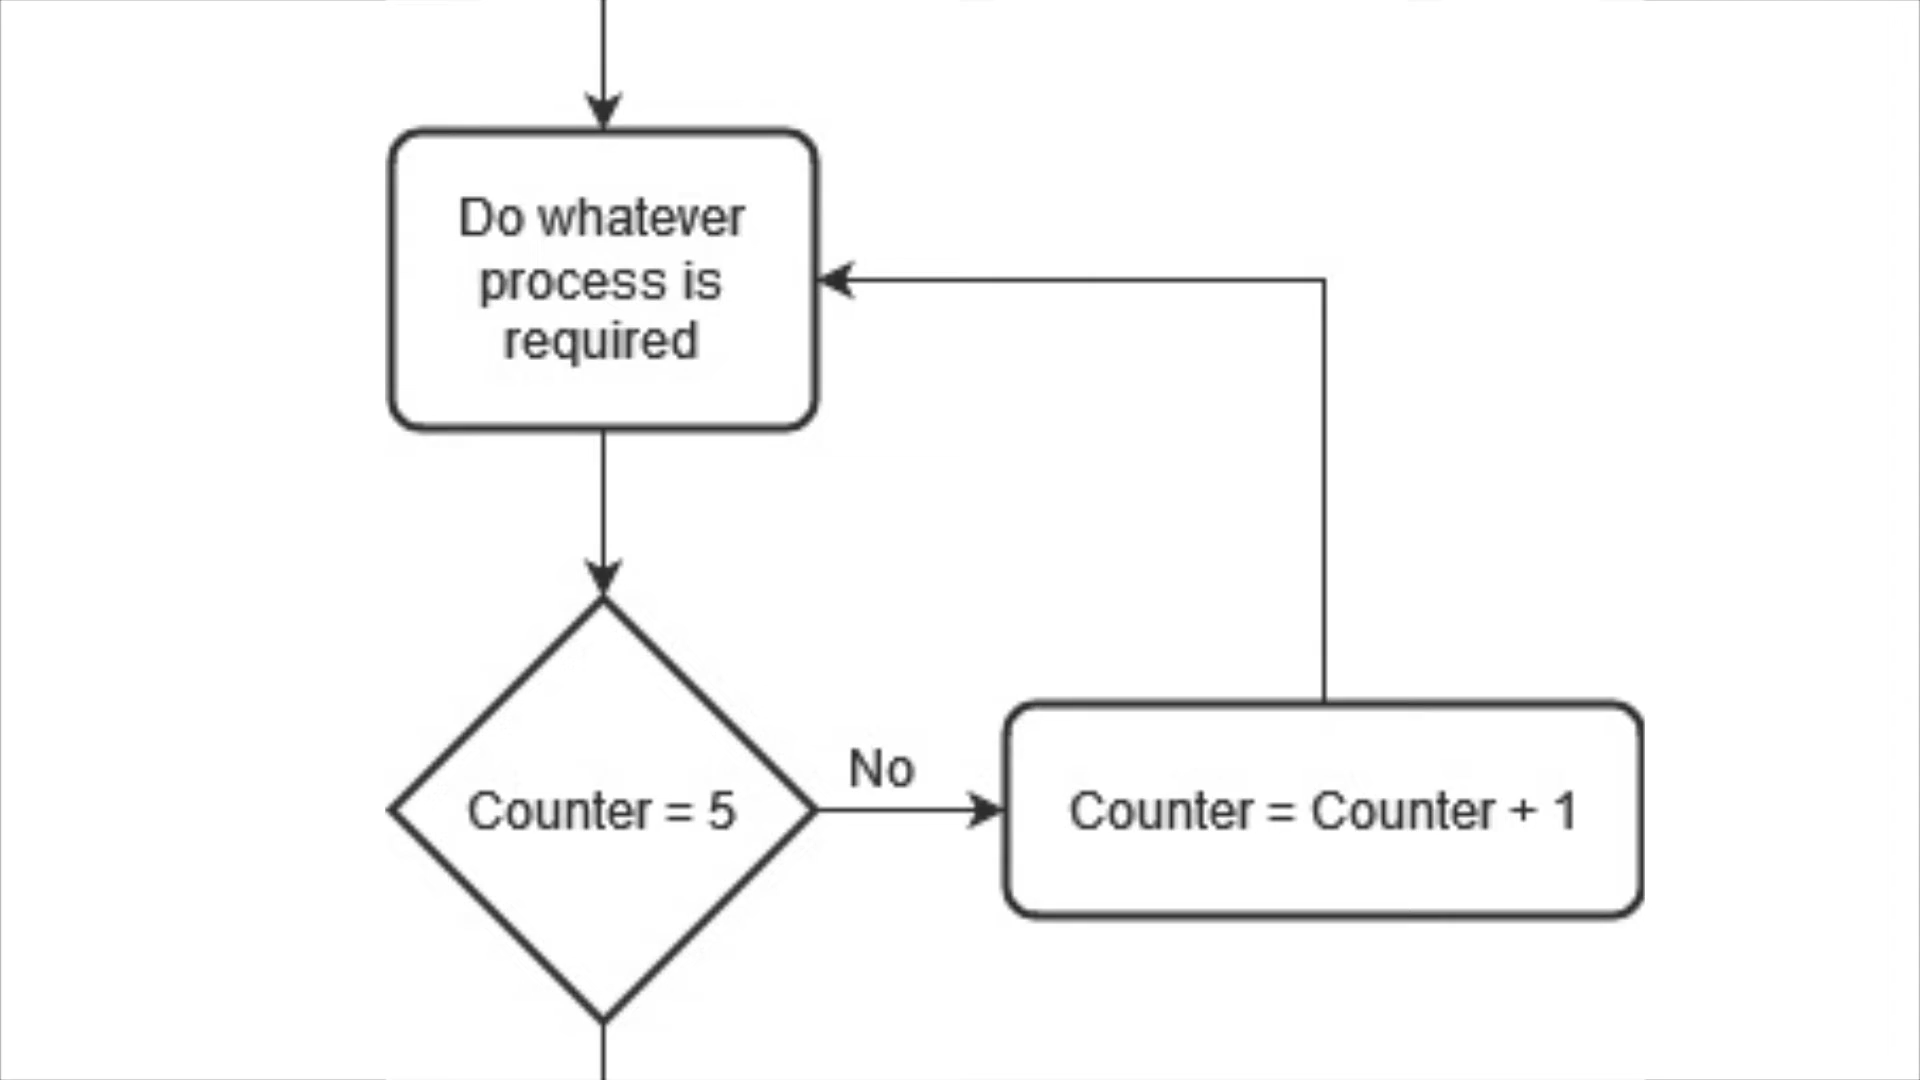 Do whatever
process is
required
No
Counter = 5
Counter = Counter + 1